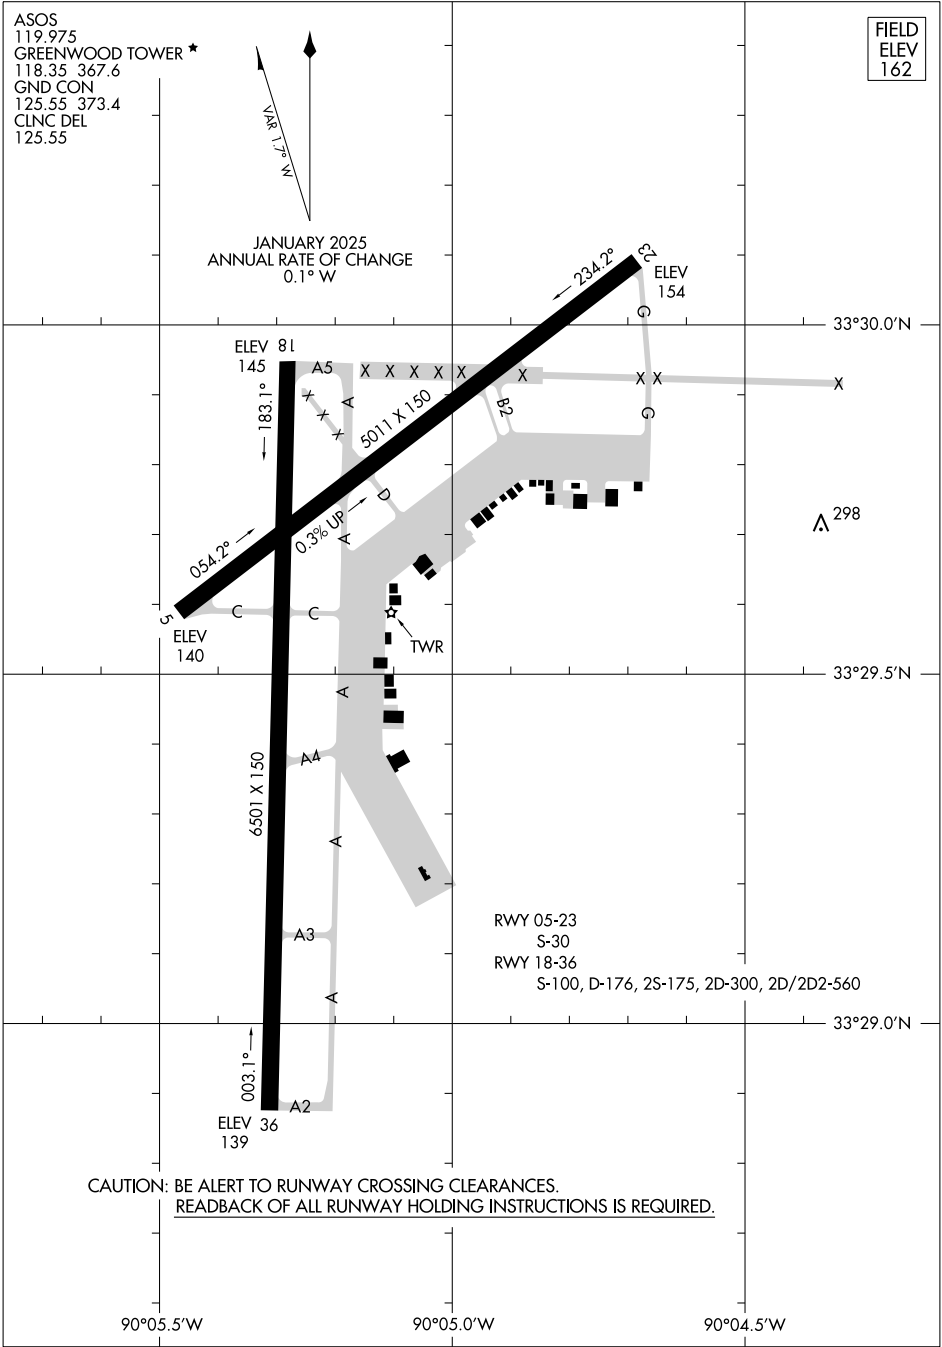 ASOS
119.975
GREENWOOD TOWER ★
118.35 367.6
GND CON
125.55 373.4
CLNC DEL
125.55
FIELD
ELEV
162
VAR 1.7° W
JANUARY 2025
ANNUAL RATE OF CHANGE
0.1° W
23
234.2°
ELEV
154
G
33°30.0'N
ELEV
145
18
A5
X X X X X X X X X
A
X
X
X
B2
G
183.1°
5011 X 150
D
298
0.3% UP
A
054.2°
5
C
C
ELEV
140
TWR
33°29.5'N
A
A4
6501 X 150
A
RWY 05-23
S-30
RWY 18-36
S-100, D-176, 2S-175, 2D-300, 2D/2D2-560
A3
A
33°29.0'N
003.1°
A2
ELEV
139
36
CAUTION: BE ALERT TO RUNWAY CROSSING CLEARANCES.
READBACK OF ALL RUNWAY HOLDING INSTRUCTIONS IS REQUIRED.
90°05.5'W
90°05.0'W
90°04.5'W